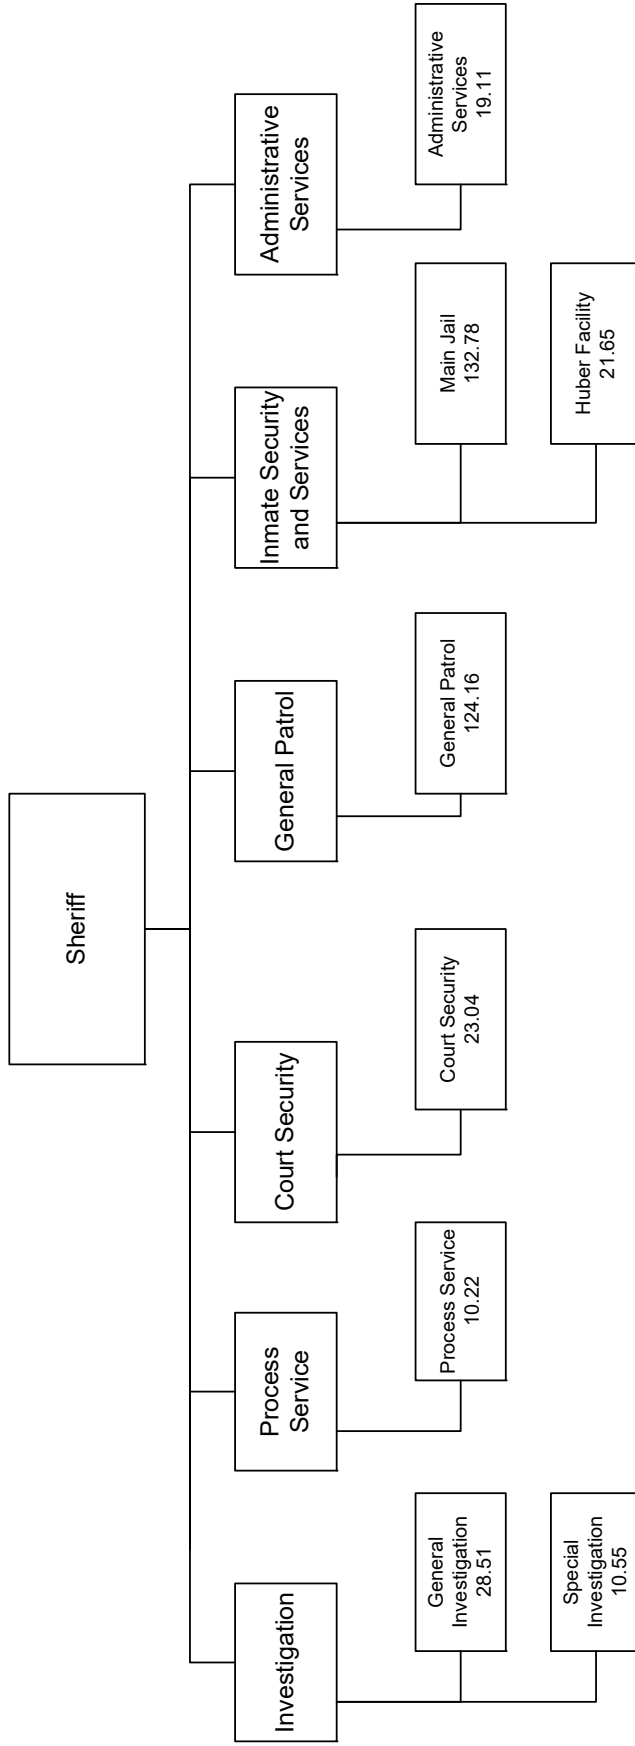 Sheriff
Investigation
Process
Service
Court Security
General Patrol
Inmate Security
and Services
Administrative
Services
General
Investigation
28.51
Process Service
10.22
Court Security
23.04
General Patrol
124.16
Main Jail
132.78
Administrative
Services
19.11
Special
Investigation
10.55
Huber Facility
21.65